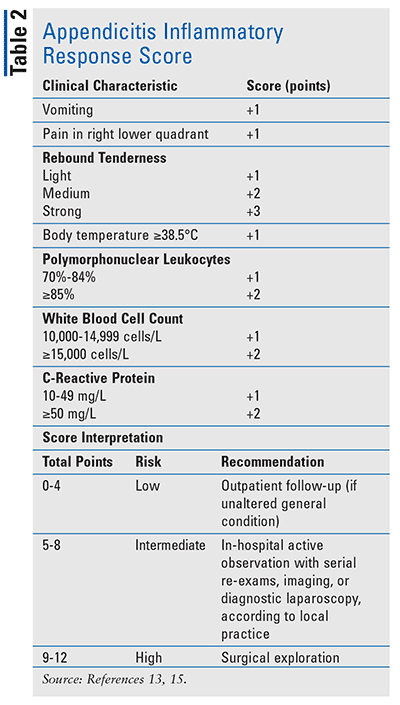 Table 2
Appendicitis Inflammatory
Response Score
Clinical Characteristic Score (points)
Vomiting +1
Pain in right lower quadrant +1
Rebound Tenderness
Light +1
Medium +2
Strong +3
Body temperature ≥38.5°C +1
Polymorphonuclear Leukocytes
70%-84% +1
≥85% +2
White Blood Cell Count
10,000-14,999 cells/L +1
≥15,000 cells/L +2
C-Reactive Protein
10-49 mg/L +1
≥50 mg/L +2
Score Interpretation
Total Points Risk Recommendation
0-4 Low Outpatient follow-up (if
unaltered general
condition)
5-8 Intermediate In-hospital active
observation with serial
re-exams, imaging, or
diagnostic laparoscopy,
according to local
practice
9-12 High Surgical exploration
Source: References 13, 15.